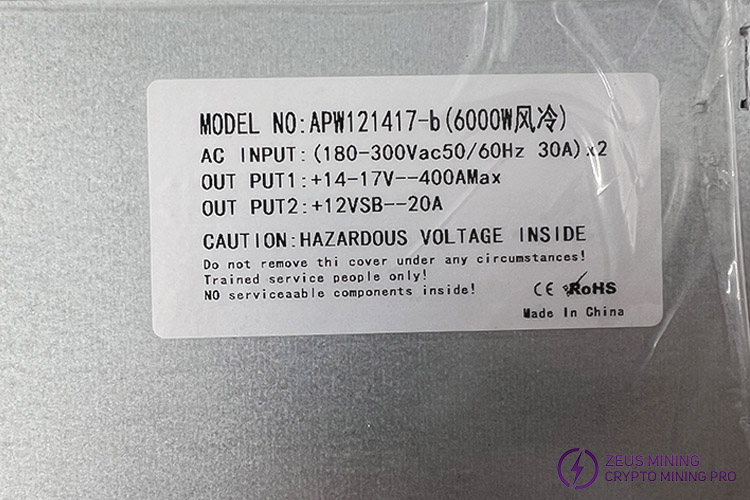 MODEL NO:APW121417-b(6000W风冷)
AC INPUT:(180-300Vac50/60Hz 30A)x2
OUT PUT1:+14-17V--400AMax
OUT PUT2:+12VSB--20A
CAUTION:HAZARDOUS VOLTAGE INSIDE
Do not remove thi cover under any circumstances!
Trained service people only!
NO serviceaable components inside!
CE RoHS
Made In China
ZEUS MINING
CRYPTO MINING PRO